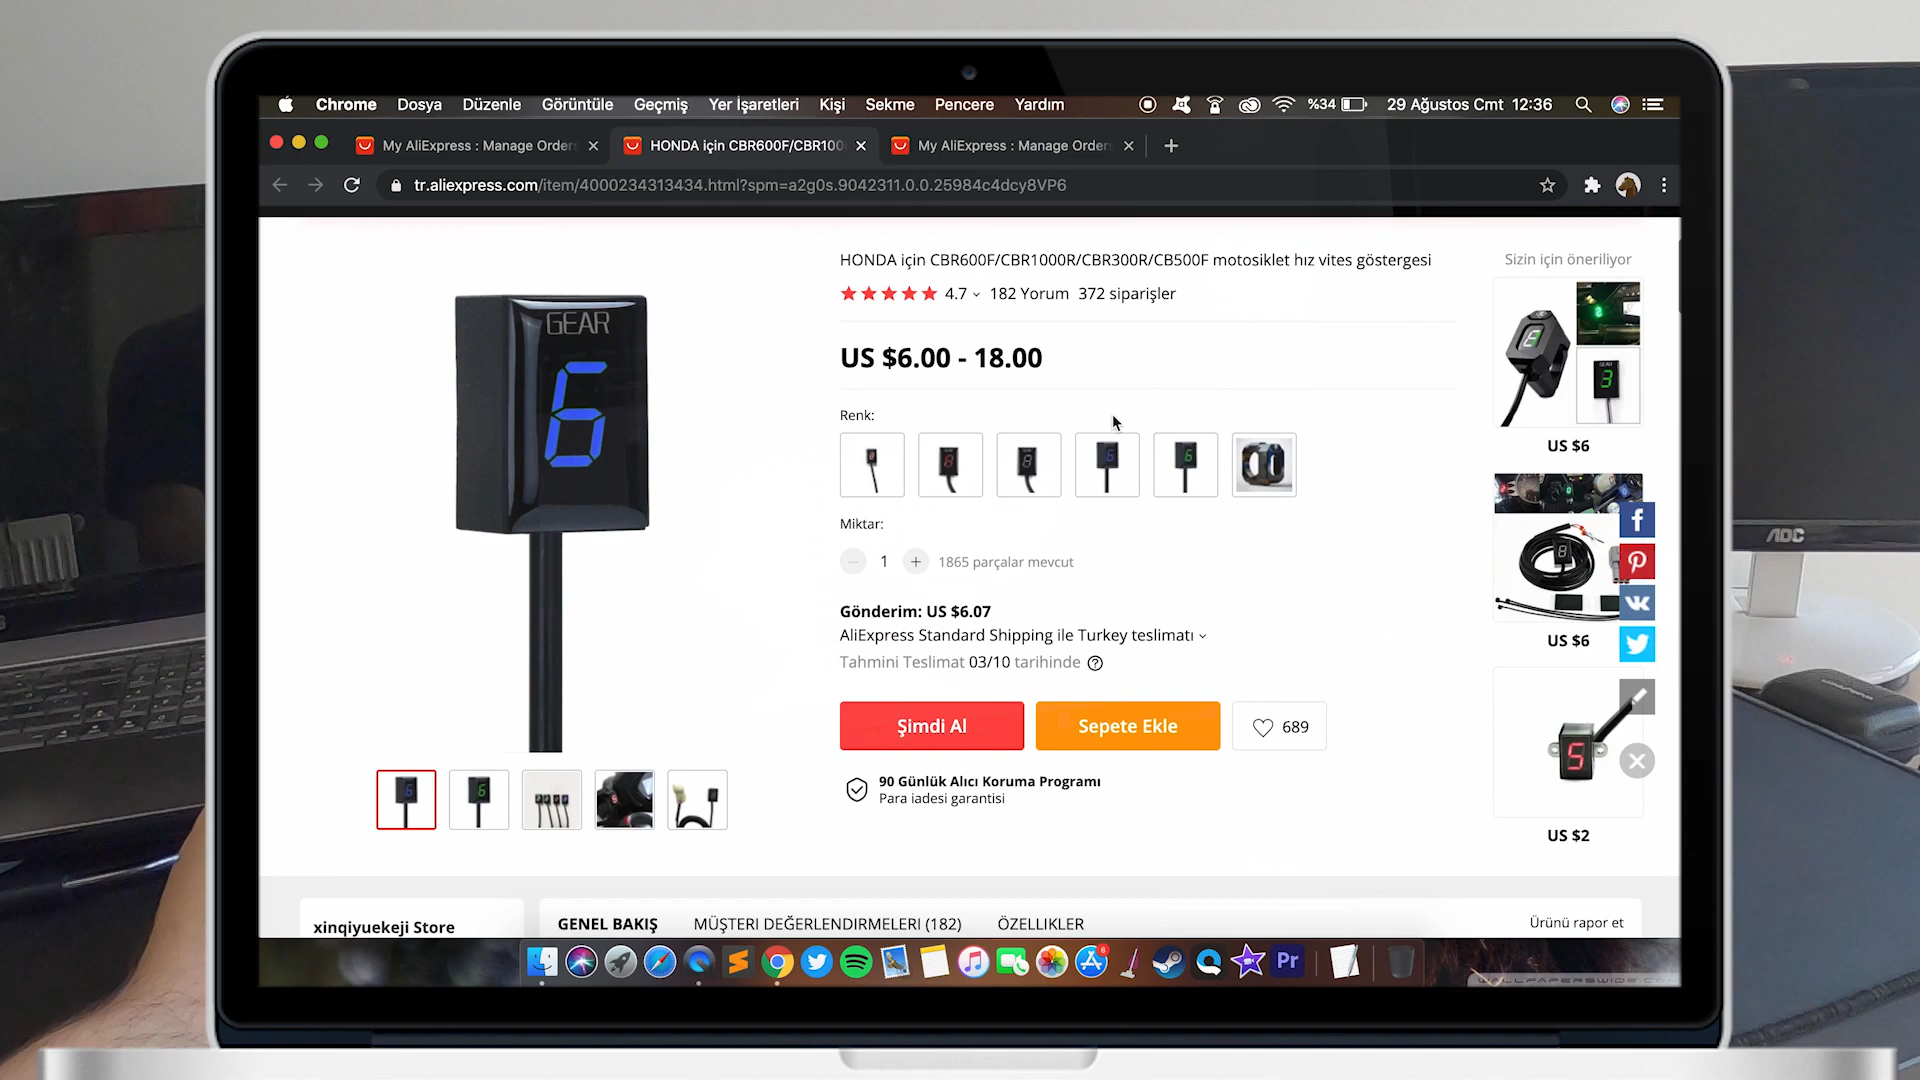 Chrome Dosya Düzenle Görüntüle Geçmiş Yer İşaretleri Kişi Sekme Pencere Yardım %34 29 Ağustos Cmt 12:36
My AliExpress : Manage Orders
HONDA için CBR600F/CBR100
My AliExpress : Manage Orders
tr.aliexpress.com/item/4000234313434.html?spm=a2g0s.9042311.0.0.25984c4dcy8VP6
GEAR
6
HONDA için CBR600F/CBR1000R/CBR300R/CB500F motosiklet hız vites göstergesi
4.7 182 Yorum 372 siparişler
US $6.00 - 18.00
Renk:
Miktar:
1 1865 parçalar mevcut
Gönderim: US $6.07
AliExpress Standard Shipping ile Turkey teslimatı
Tahmini Teslimat 03/10 tarihinde
Şimdi Al
Sepete Ekle
689
90 Günlük Alıcı Koruma Programı
Para iadesi garantisi
Sizin için öneriliyor
US $6
US $6
5
US $2
xinqiyuekeji Store
GENEL BAKIŞ MÜŞTERI DEĞERLENDIRMELERI (182) ÖZELLIKLER
Ürünü rapor et
Pr
AOC